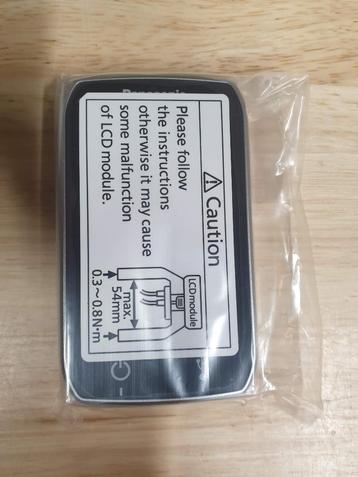 Panasonic
⚠ Caution
Please follow
the instructions
otherwise it may cause
some malfunction
of LCD module.
LCD module
max.
54mm
0.3~0.8N·m